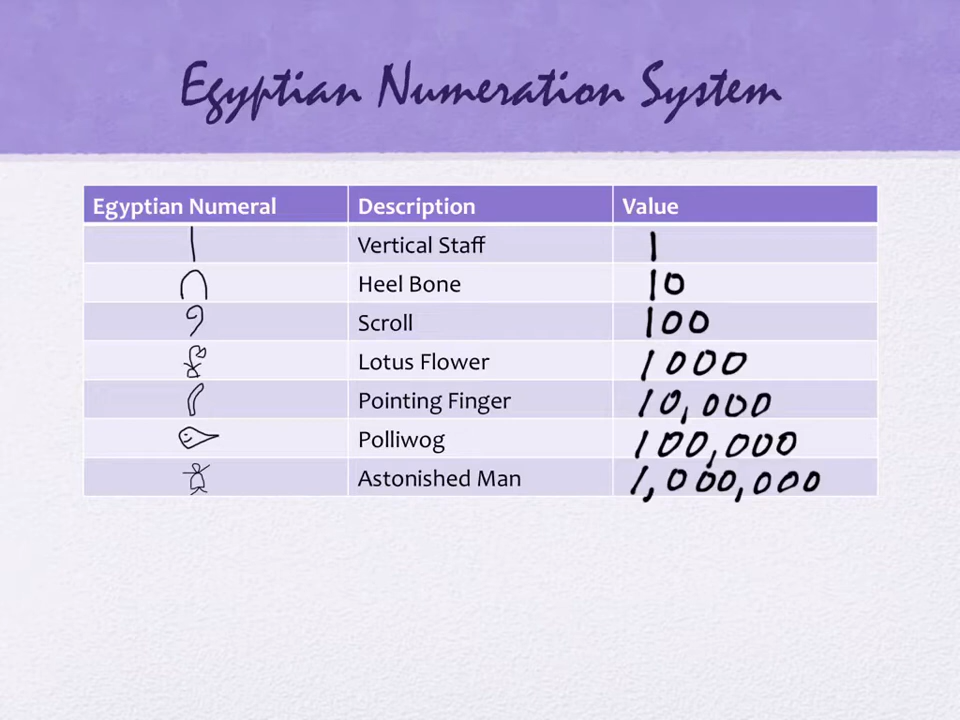 Egyptian Numeration System
Egyptian Numeral Description Value
Vertical Staff 1
Heel Bone 10
Scroll 100
Lotus Flower 1000
Pointing Finger 10,000
Polliwog 100,000
Astonished Man 1,000,000